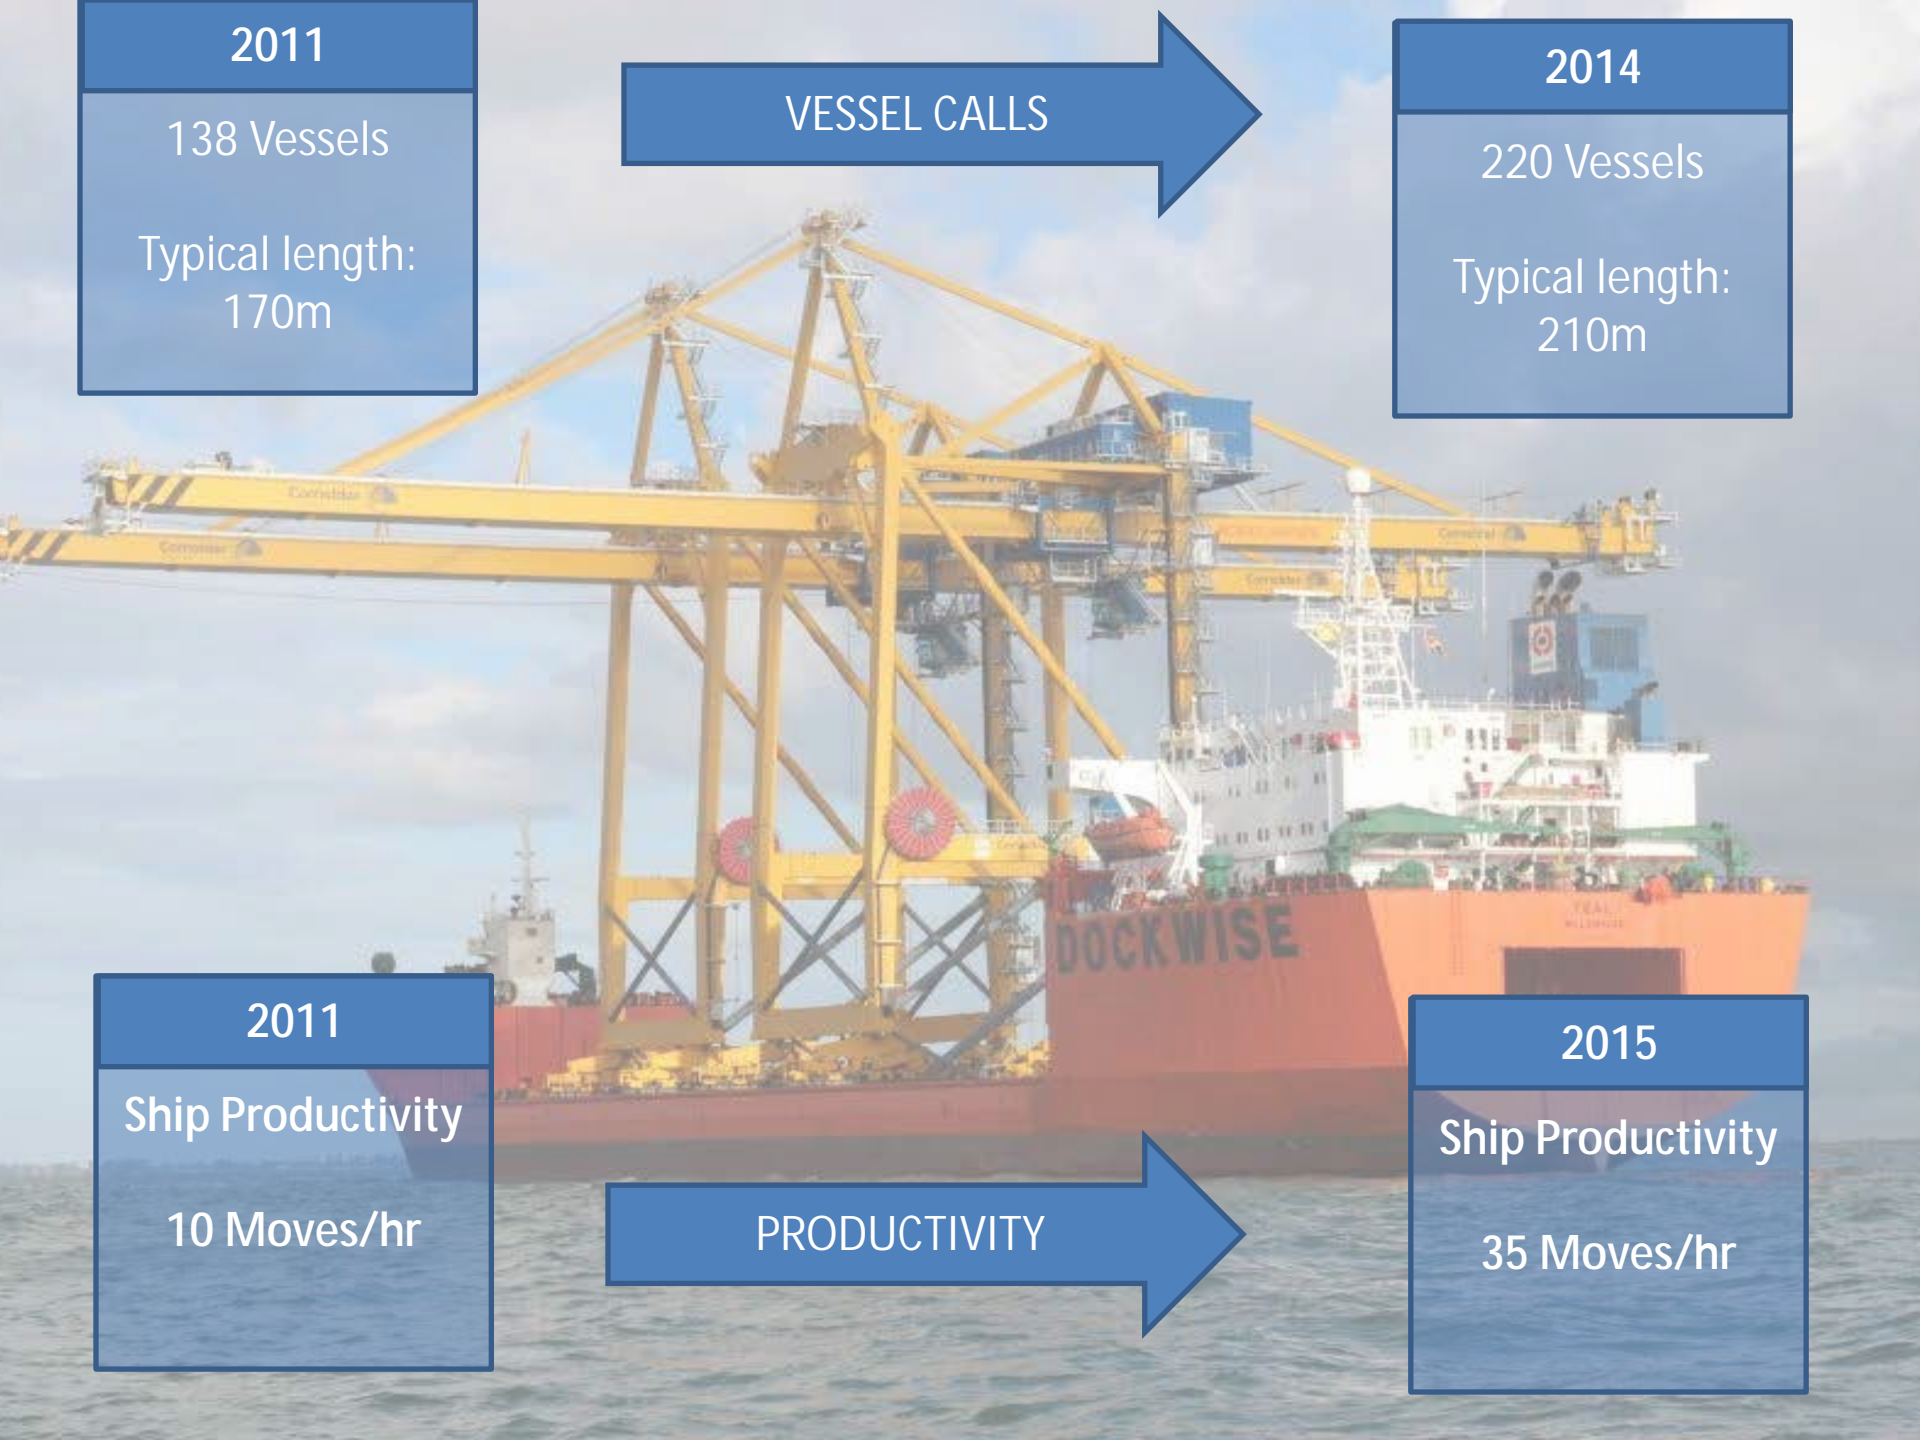 2011
138 Vessels
Typical length:
170m
VESSEL CALLS
2014
220 Vessels
Typical length:
210m
DOCKWISE
2011
Ship Productivity
10 Moves/hr
PRODUCTIVITY
2015
Ship Productivity
35 Moves/hr